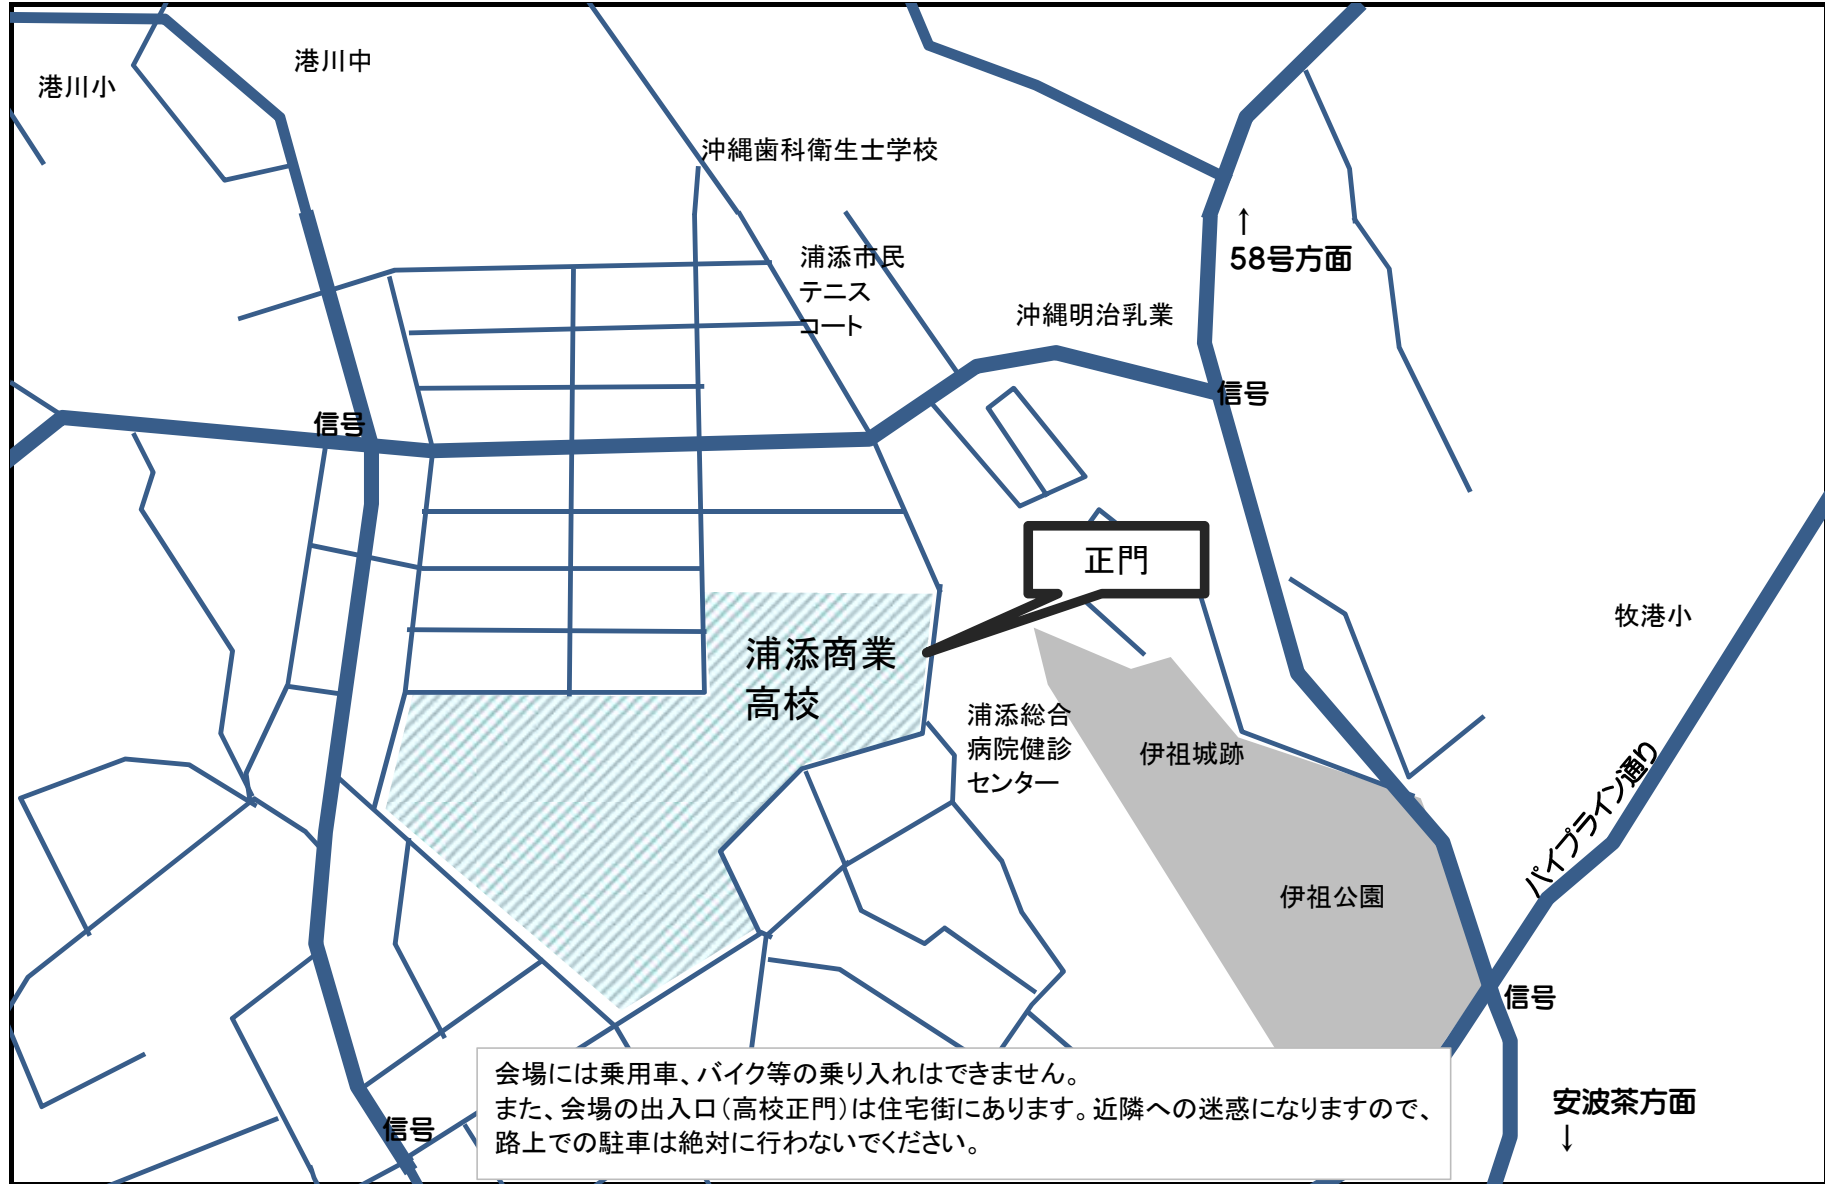 港川中
港川小
沖縄歯科衛生士学校
浦添市民
テニス
コート
↑
58号方面
沖縄明治乳業
信号
信号
正門
牧港小
浦添商業
高校
浦添総合
病院健診
センター
伊祖城跡
パイプライン通り
伊祖公園
信号
会場には乗用車、バイク等の乗り入れはできません。
また、会場の出入口（高校正門）は住宅街にあります。近隣への迷惑になりますので、
路上での駐車は絶対に行わないでください。
安波茶方面
↓
信号